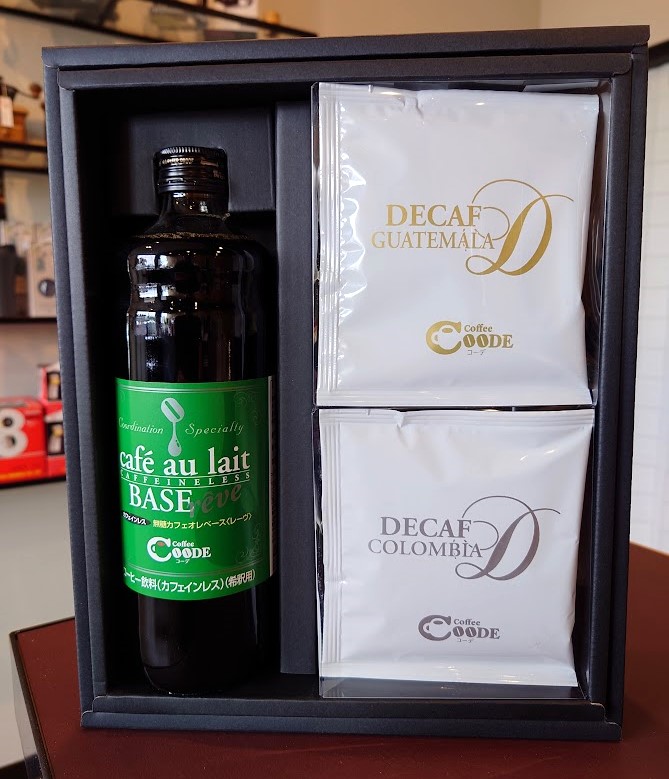 Coordination Specialty
café au lait
CAFFEINELESS
BASE rêve
カフェインレス 無糖カフェオレベース〈レーヴ〉
Coffee
COODE
コーデ
コーヒー飲料(カフェインレス)(希釈用)
DECAF
GUATEMALA D
Coffee
COODE
コーデ
DECAF
COLOMBIA D
Coffee
COODE
コーデ
8